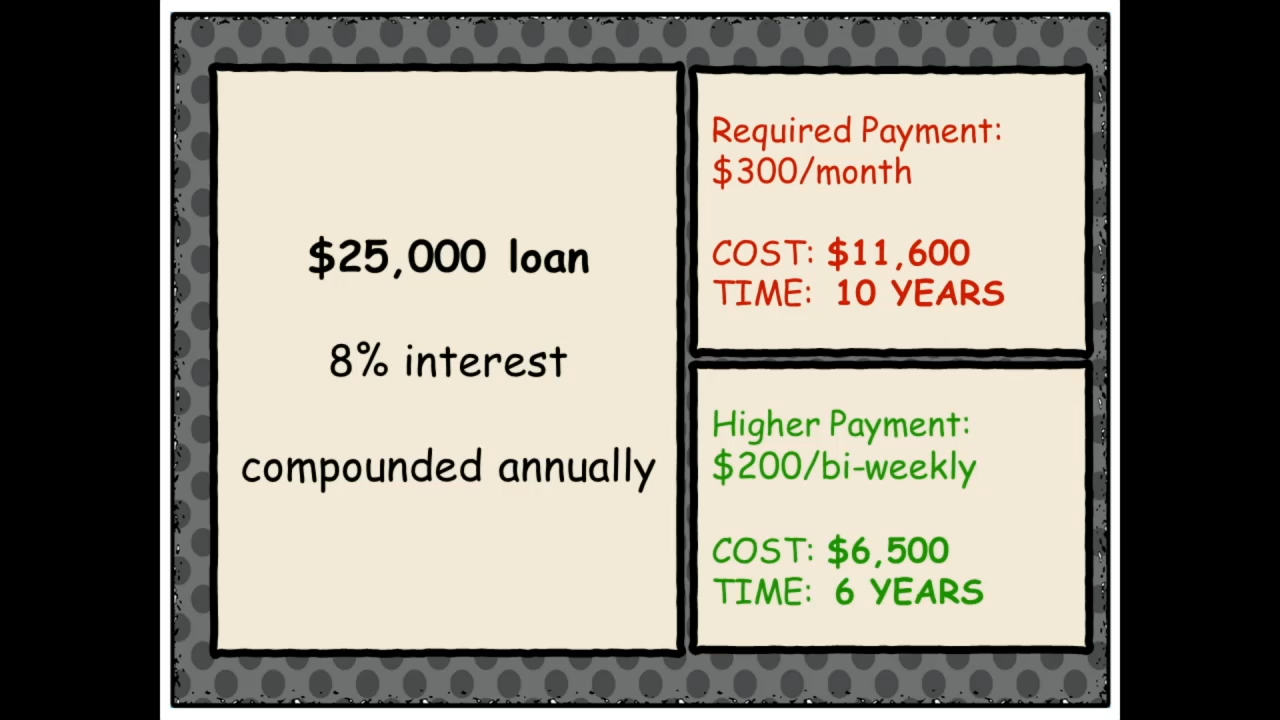 $25,000 loan
8% interest
compounded annually
Required Payment:
$300/month
COST: $11,600
TIME: 10 YEARS
Higher Payment:
$200/bi-weekly
COST: $6,500
TIME: 6 YEARS